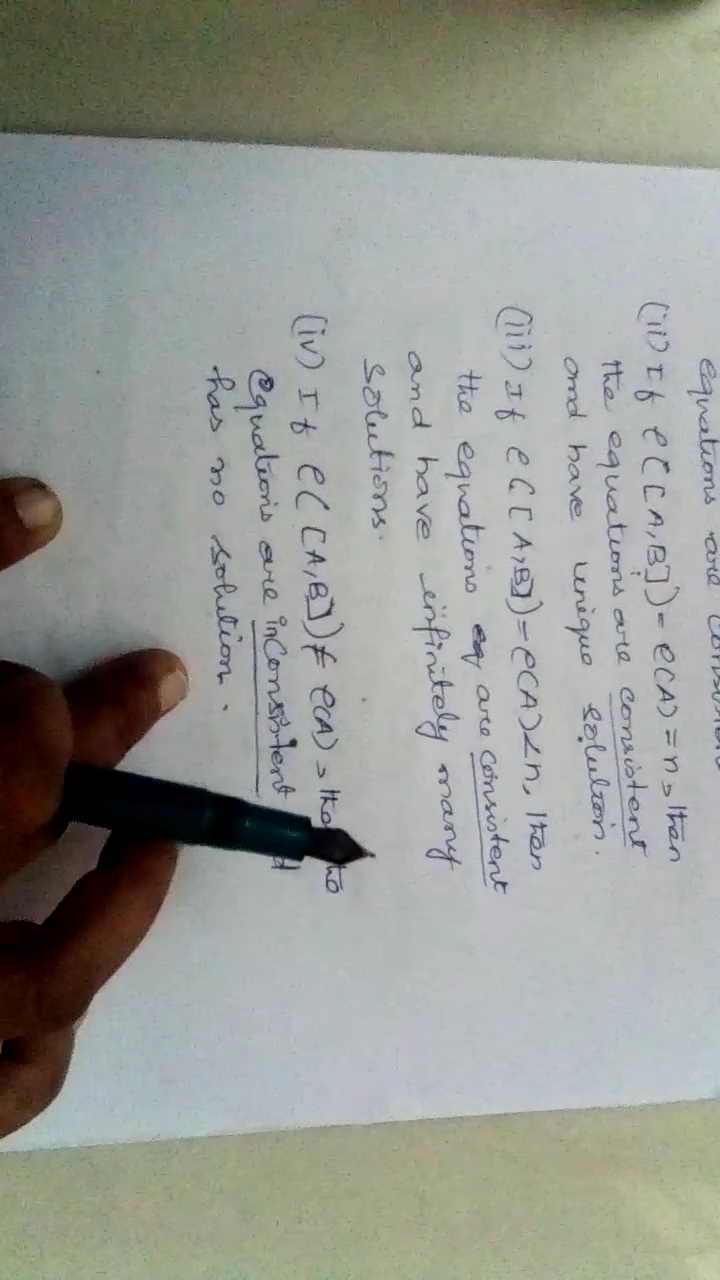 equations are
(ii) If ρ([A,B]) = ρ(A) = n, then
the equations are consistent
and have unique solution.
(iii) If ρ([A,B]) = ρ(A) < n, then
the equations eq are consistent
and have infinitely many
solutions.
(iv) If ρ([A,B]) ≠ ρ(A), the
equations are inconsistent
has no solution.